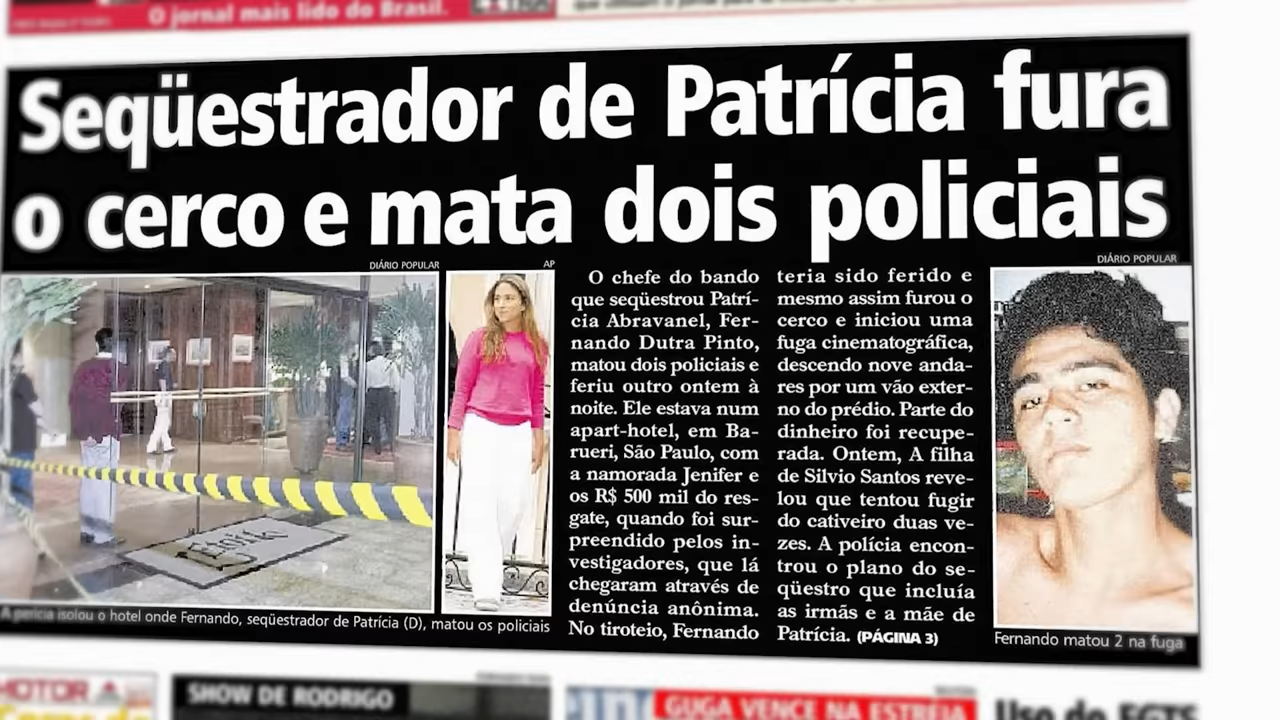 O jornal mais lido do Brasil.
Seqüestrador de Patrícia fura
o cerco e mata dois policiais
DIÁRIO POPULAR
AP
DIÁRIO POPULAR
O chefe do bando
que seqüestrou Patrí-
cia Abravanel, Fer-
nando Dutra Pinto,
matou dois policiais e
feriu outro ontem à
noite. Ele estava num
apart-hotel, em Ba-
rueri, São Paulo, com
a namorada Jenifer e
os R$ 500 mil do res-
gate, quando foi sur-
preendido pelos in-
vestigadores, que lá
chegaram através de
denúncia anônima.
No tiroteio, Fernando
teria sido ferido e
mesmo assim furou o
cerco e iniciou uma
fuga cinematográfica,
descendo nove anda-
res por um vão exter-
no do prédio. Parte do
dinheiro foi recupe-
rada. Ontem, A filha
de Silvio Santos reve-
lou que tentou fugir
do cativeiro duas ve-
zes. A polícia encon-
trou o plano do se-
qüestro que incluía
as irmãs e a mãe de
Patrícia. (PÁGINA 3)
A perícia isolou o hotel onde Fernando, seqüestrador de Patrícia (D), matou os policiais
Fernando matou 2 na fuga
MOTOR
SHOW DE RODRIGO
GUGA VENCE NA ESTRÉIA
Uso do FGTS